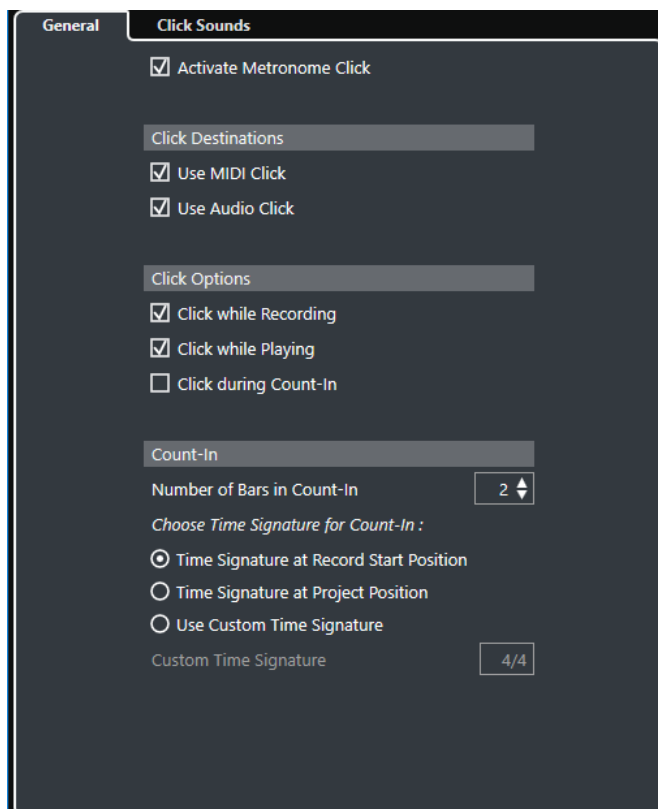 General Click Sounds
Activate Metronome Click
Click Destinations
Use MIDI Click
Use Audio Click
Click Options
Click while Recording
Click while Playing
Click during Count-In
Count-In
Number of Bars in Count-In 2
Choose Time Signature for Count-In :
Time Signature at Record Start Position
Time Signature at Project Position
Use Custom Time Signature
Custom Time Signature 4/4